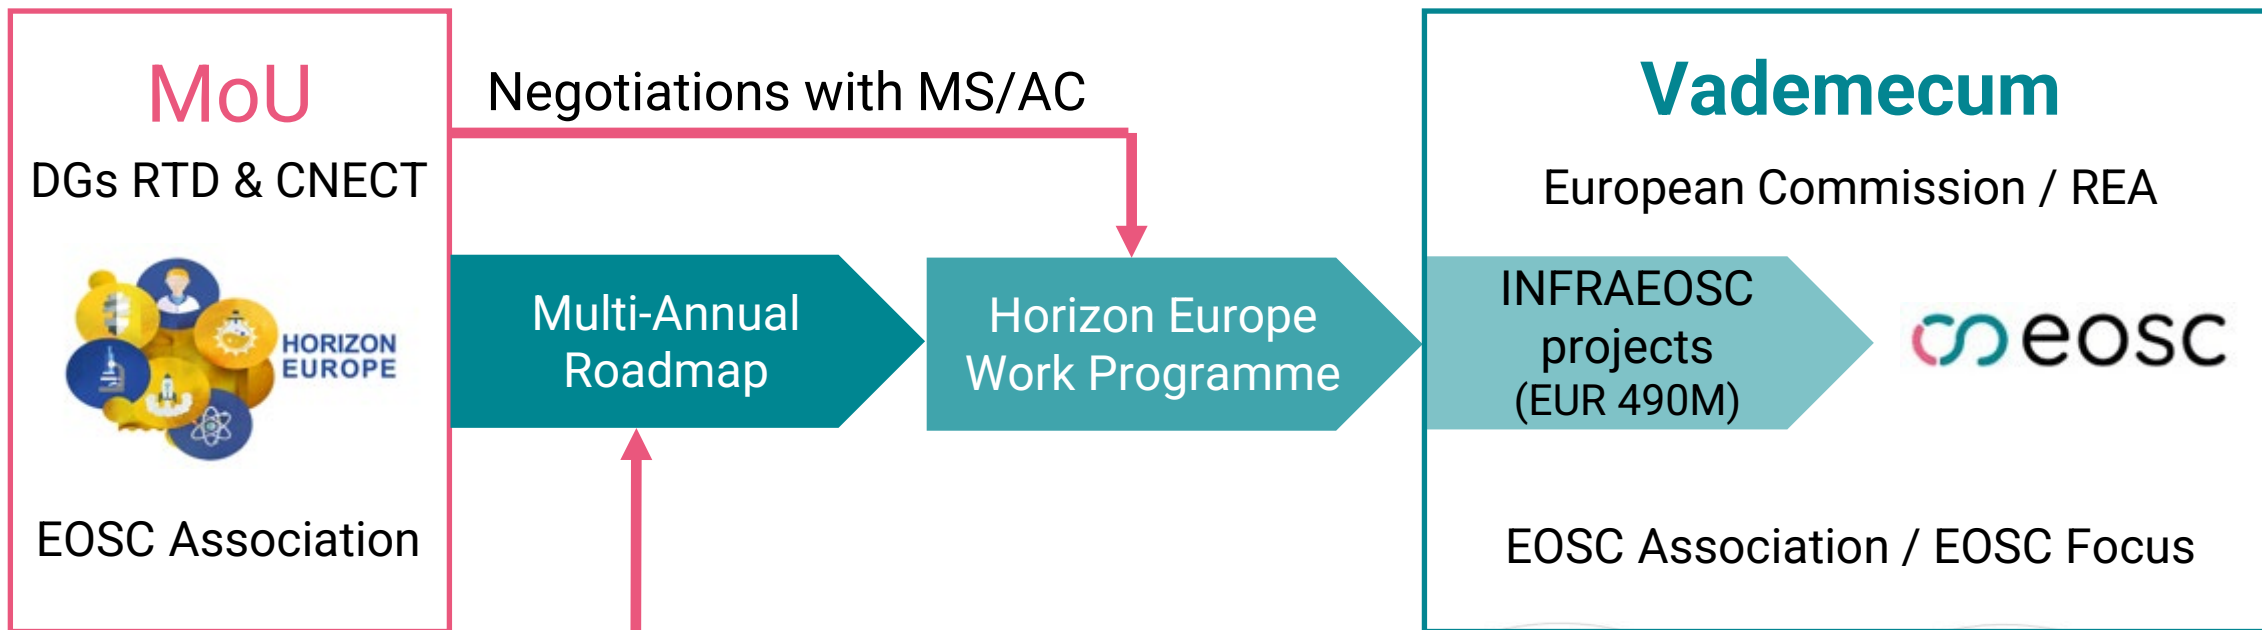 MoU
DGs RTD & CNECT
HORIZON
EUROPE
EOSC Association
Negotiations with MS/AC
Multi-Annual
Roadmap
Horizon Europe
Work Programme
Vademecum
European Commission / REA
INFRAEOSC
projects
(EUR 490M)
eosc
EOSC Association / EOSC Focus